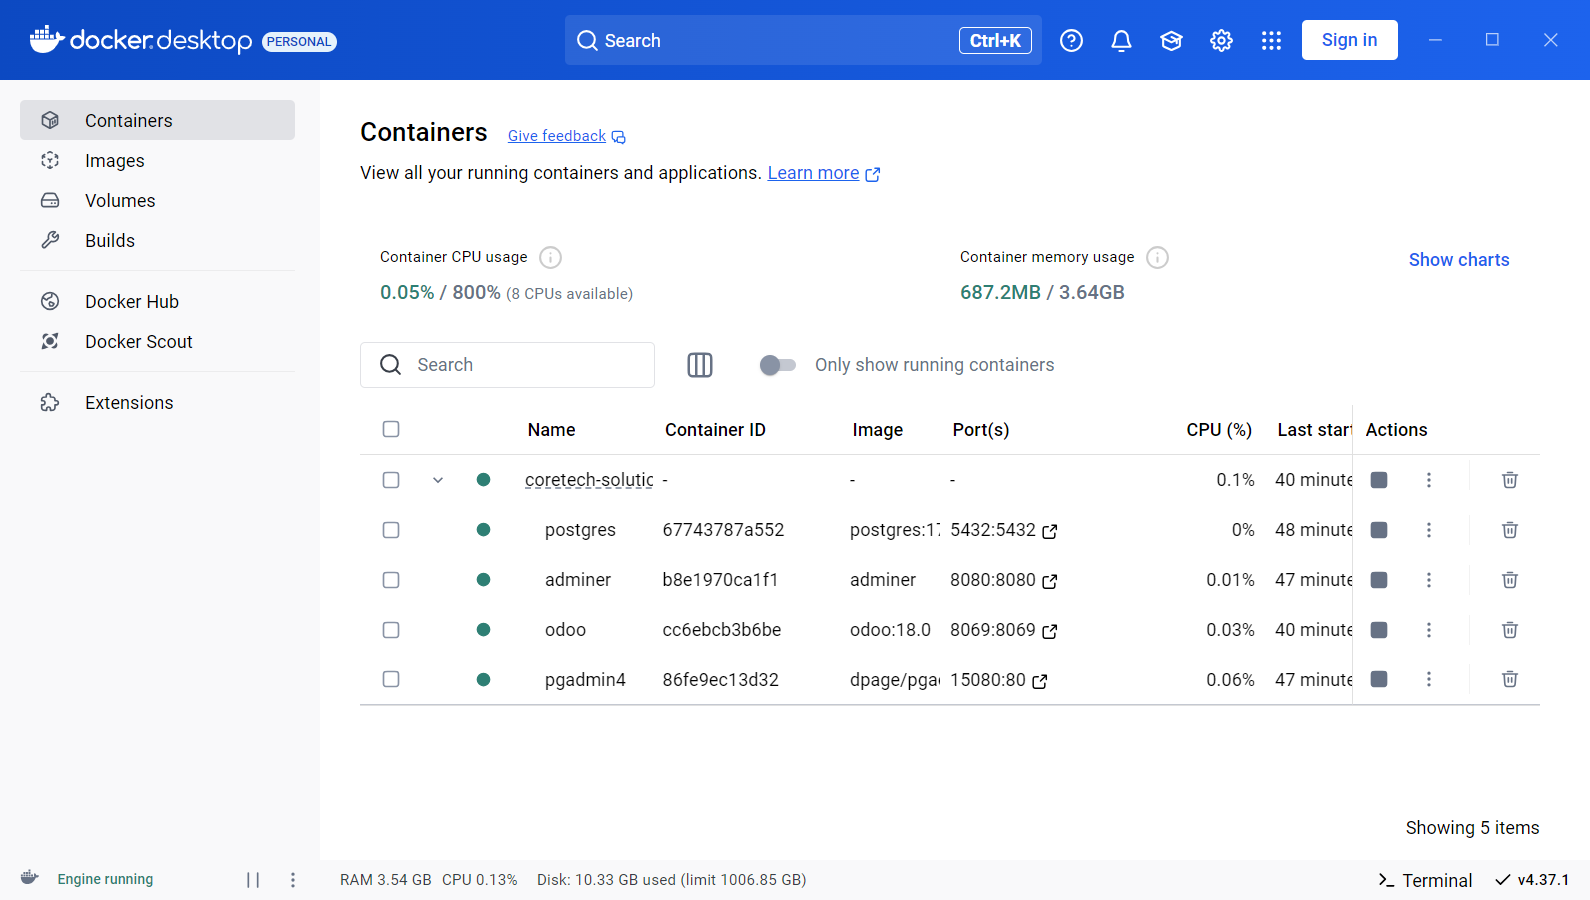 docker.desktop PERSONAL
Search Ctrl+K
Sign in
Containers
Images
Volumes
Builds
Docker Hub
Docker Scout
Extensions
Containers Give feedback
View all your running containers and applications. Learn more
Container CPU usage
0.05% / 800% (8 CPUs available)
Container memory usage
687.2MB / 3.64GB
Show charts
Search
Only show running containers
Name Container ID Image Port(s) CPU (%) Last start Actions
coretech-solutic - - - 0.1% 40 minute
postgres 67743787a552 postgres:17 5432:5432 0% 48 minute
adminer b8e1970ca1f1 adminer 8080:8080 0.01% 47 minute
odoo cc6ebcb3b6be odoo:18.0 8069:8069 0.03% 40 minute
pgadmin4 86fe9ec13d32 dpage/pgac 15080:80 0.06% 47 minute
Showing 5 items
Engine running
RAM 3.54 GB CPU 0.13% Disk: 10.33 GB used (limit 1006.85 GB)
Terminal
v4.37.1